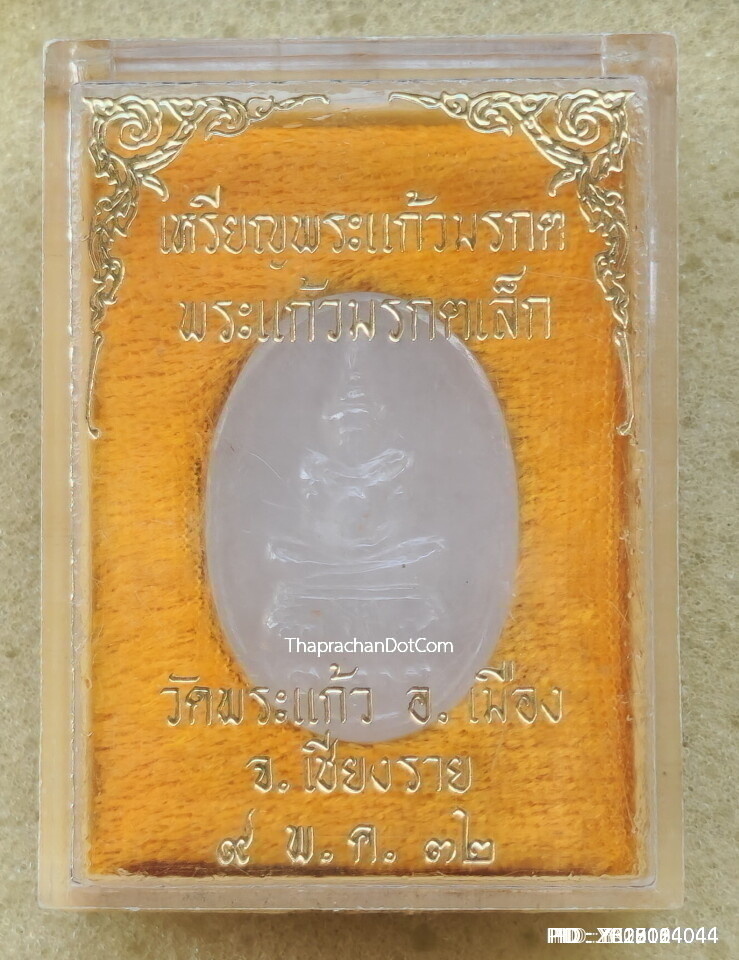 เหรียญพระแก้วมรกต
พระแก้วมรกตเล็ก
ThaprachanDotCom
วัดพระแก้ว อ. เมือง
จ. เชียงราย
๙ พ. ค. ๓๒